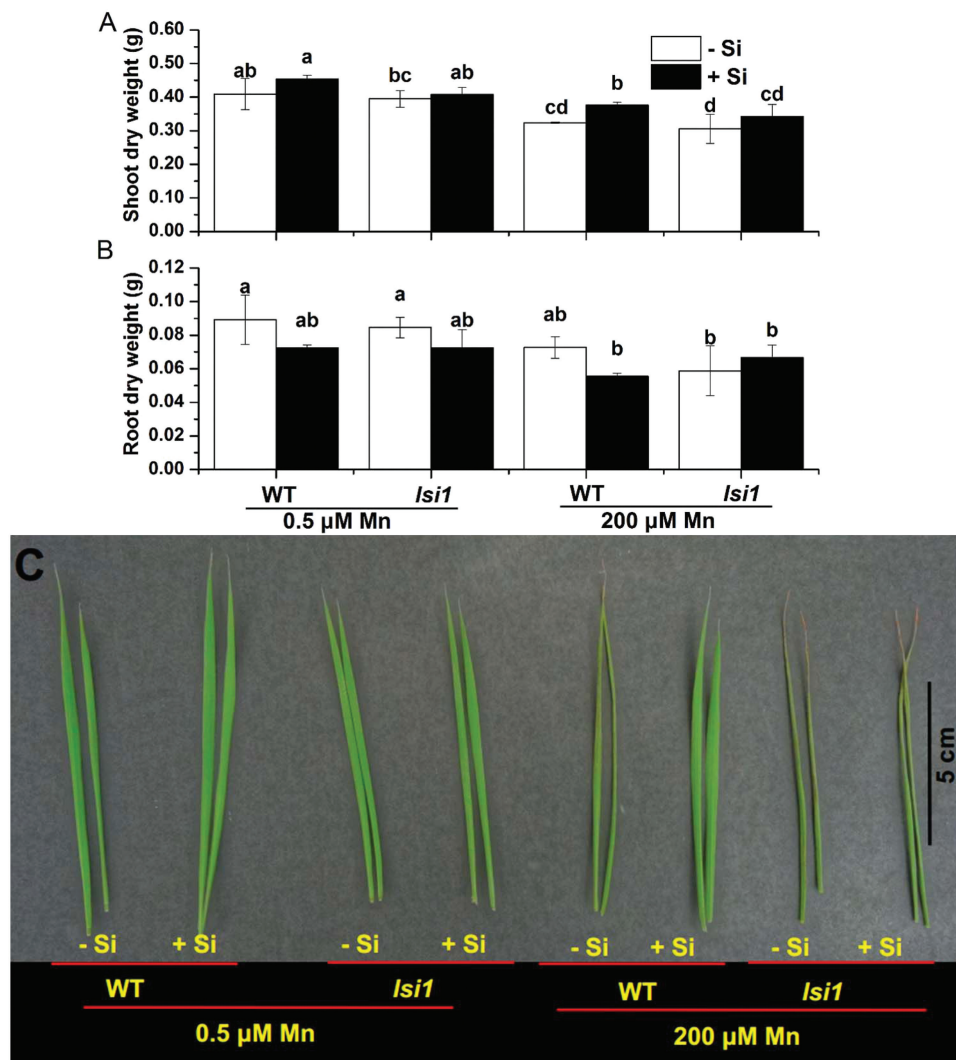 A
Shoot dry weight (g)
0.60
0.50
0.40
0.30
0.20
0.10
0.00
- Si
+ Si
ab
a
bc
ab
cd
b
d
cd
B
Root dry weight (g)
0.12
0.10
0.08
0.06
0.04
0.02
0.00
a
ab
a
ab
ab
b
b
b
WT
lsi1
WT
lsi1
0.5 µM Mn
200 µM Mn
C
5 cm
- Si
+ Si
- Si
+ Si
- Si
+ Si
- Si
+ Si
WT
lsi1
WT
lsi1
0.5 µM Mn
200 µM Mn